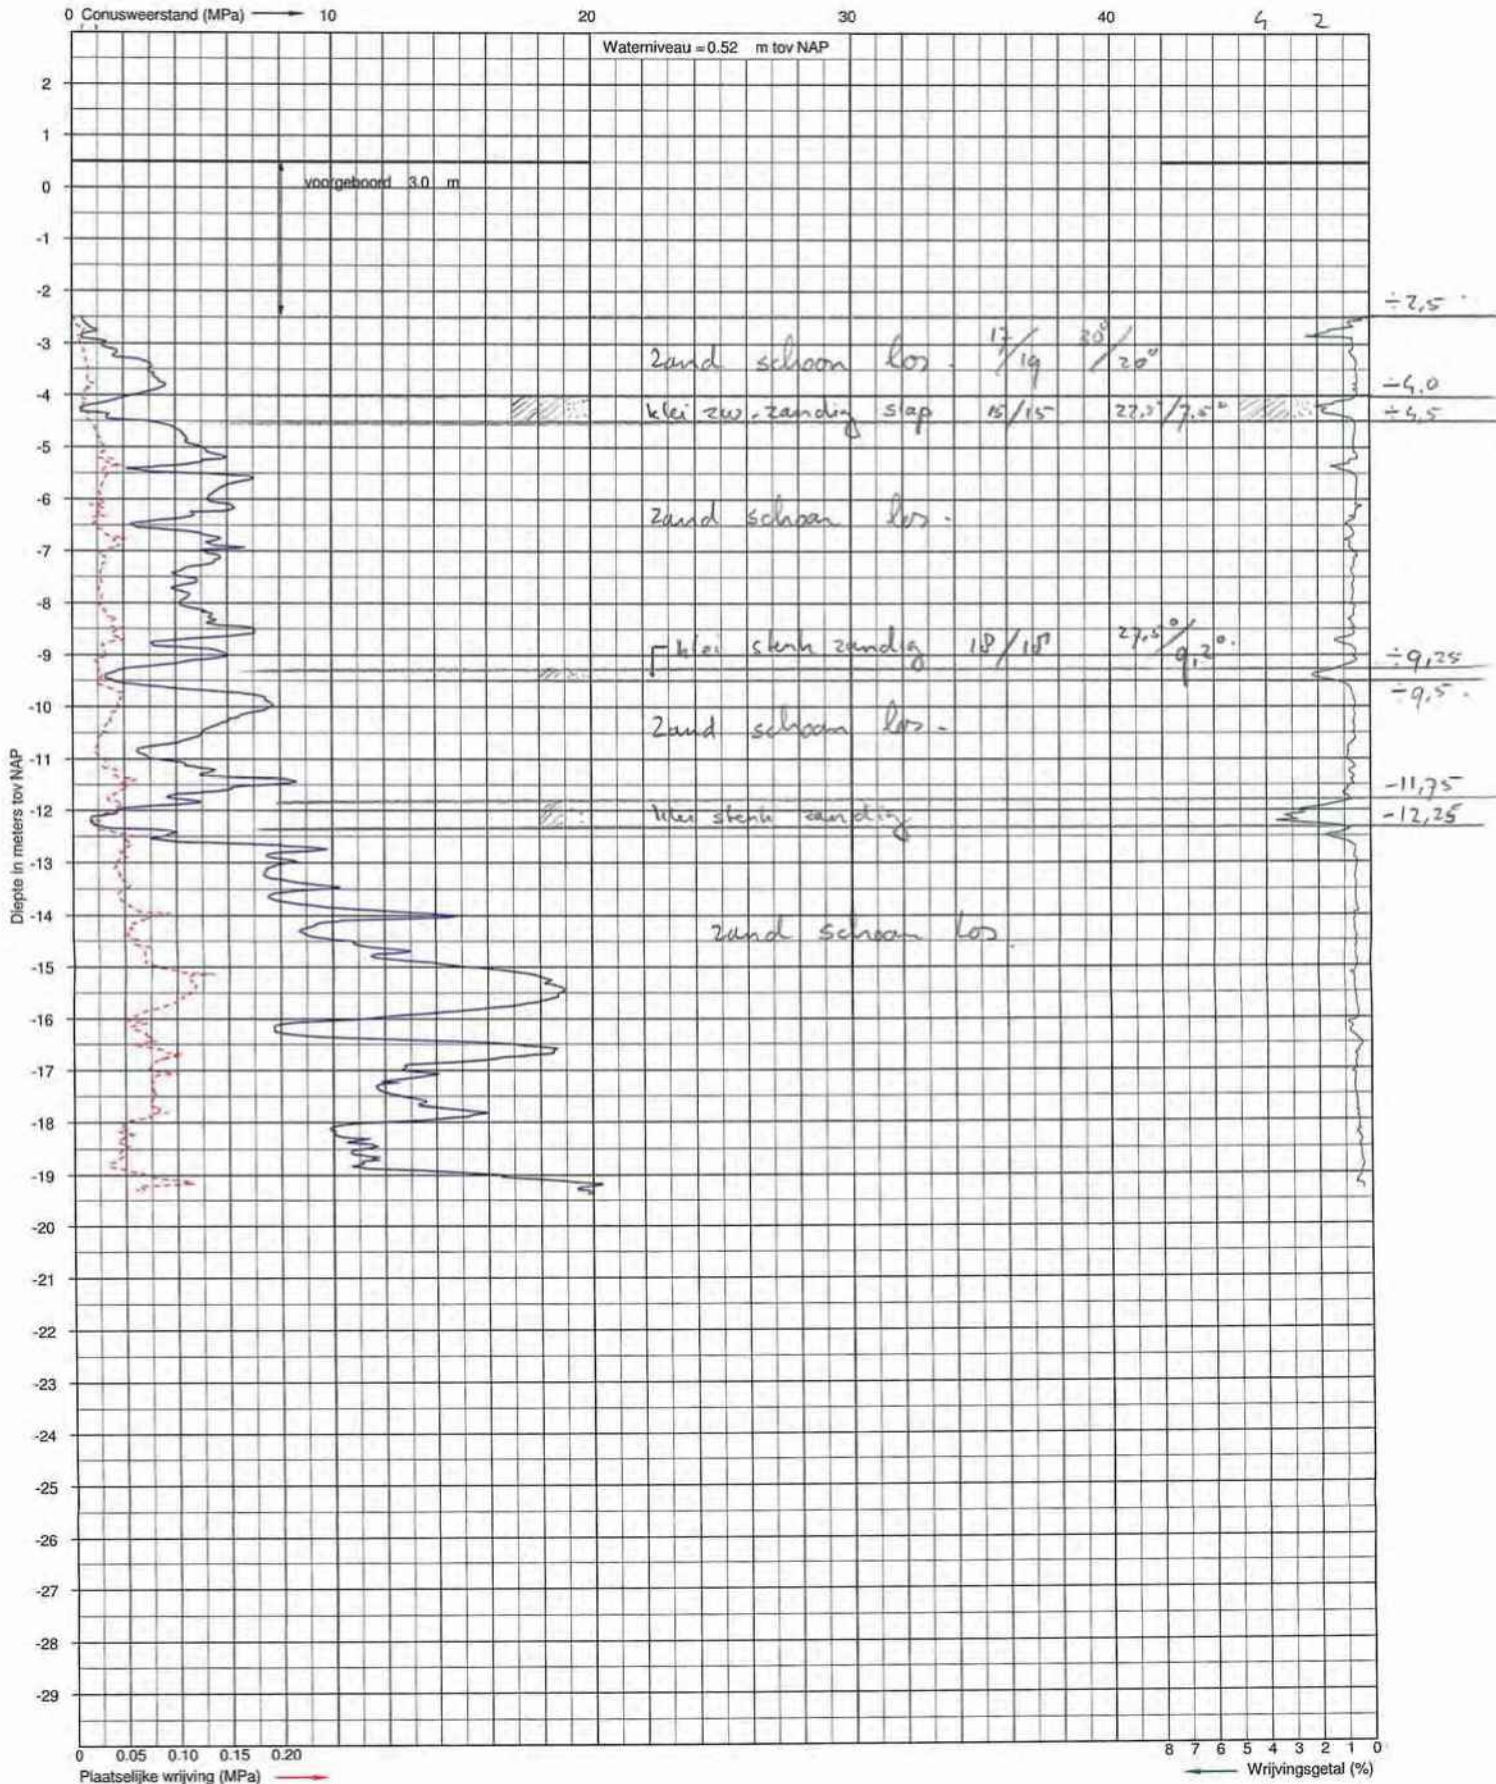 0 Conusweerstand (MPa) 10 20 30 40 4 2
Waterniveau = 0.52 m tov NAP
2
1
0
voorgeboord 3.0 m
-1
-2
÷2,5
-3
zand schoon los - 17/19 30°/20°
-4
÷4,0
klei zw. zandig slap 15/15 22,5°/7,5°
÷4,5
-5
-6
zand schoon los -
-7
-8
klei sterk zandig 18/18 27,5°/9,2°
-9
÷9,25
÷9,5
-10
zand schoon los -
-11
-11,75
-12
klei sterk zandig
-12,25
-13
-14
zand schoon los
-15
-16
-17
-18
-19
-20
-21
-22
-23
-24
-25
-26
-27
-28
-29
Diepte in meters tov NAP
0 0.05 0.10 0.15 0.20
Plaatselijke wrijving (MPa)
8 7 6 5 4 3 2 1 0
Wrijvingsgetal (%)